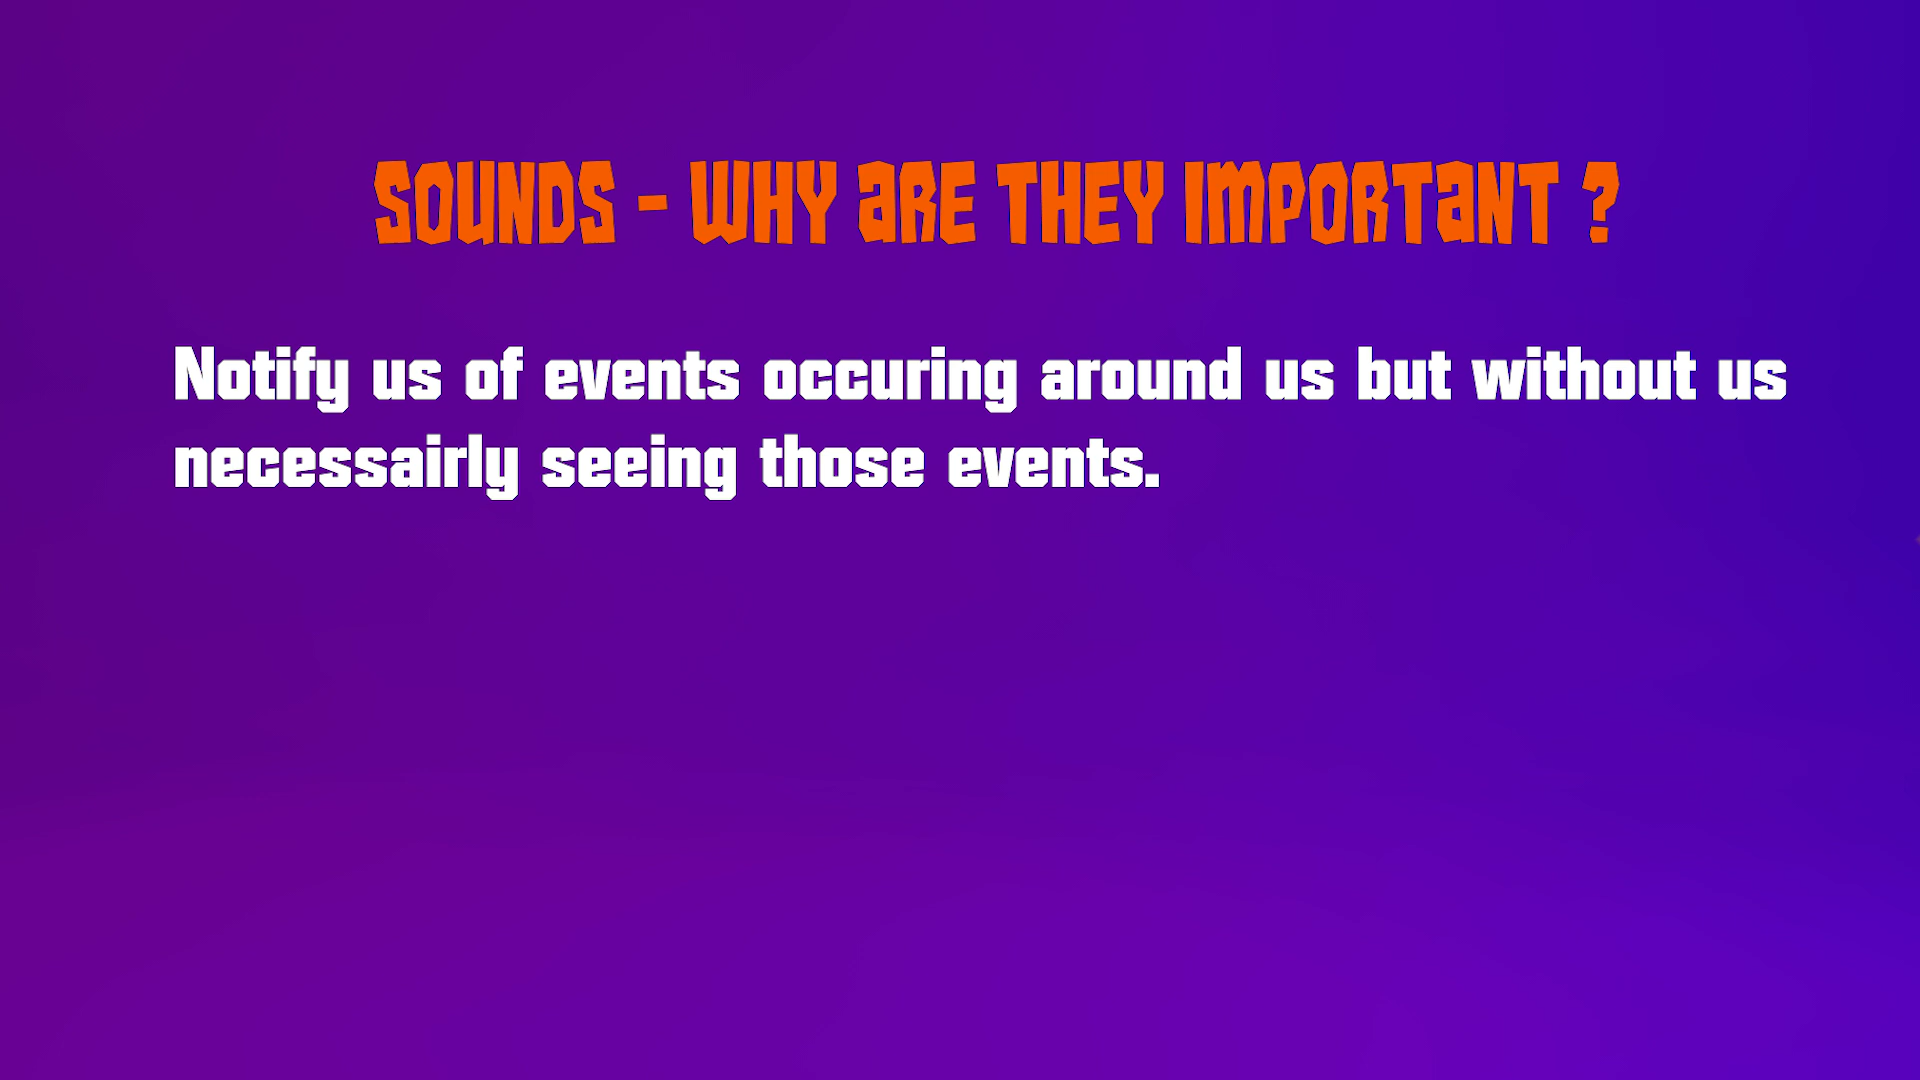 SOUNDS - WHY ARE THEY IMPORTANT ?
Notify us of events occuring around us but without us
necessairly seeing those events.